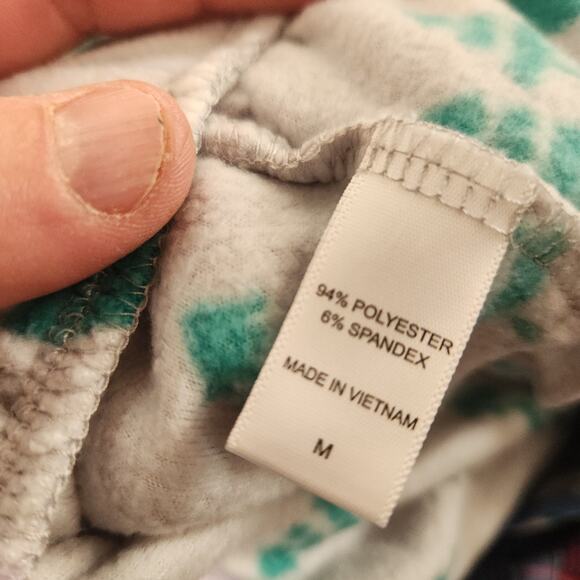 94% POLYESTER
6% SPANDEX
MADE IN VIETNAM
M